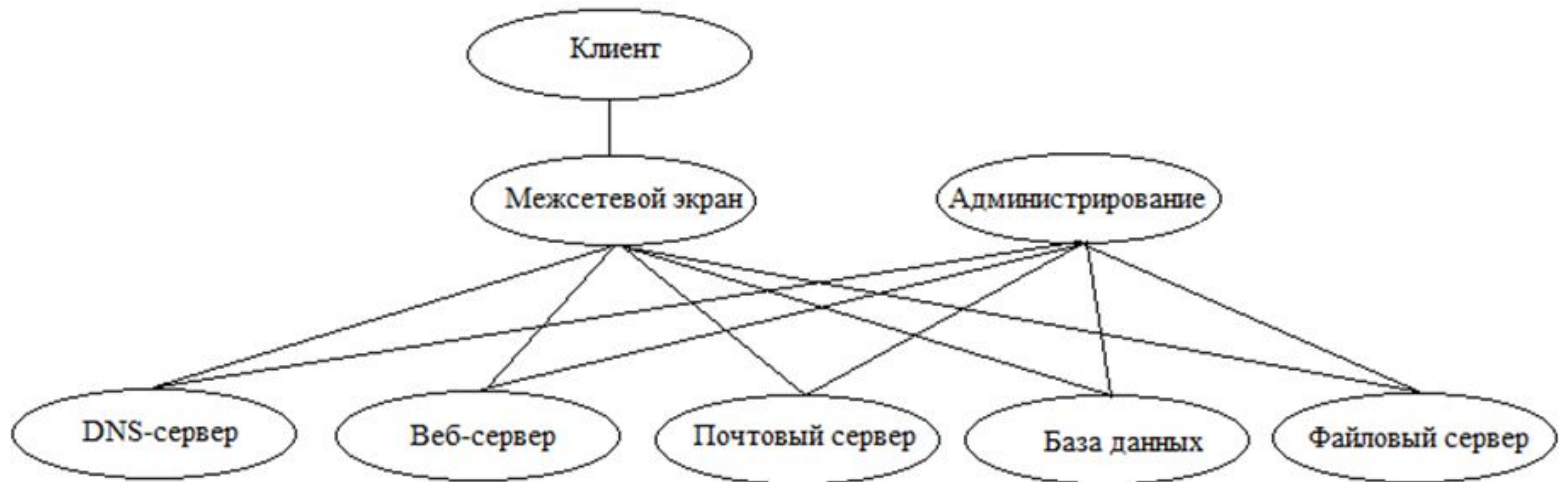 Клиент
Межсетевой экран
Администрирование
DNS-сервер
Веб-сервер
Почтовый сервер
База данных
Файловый сервер